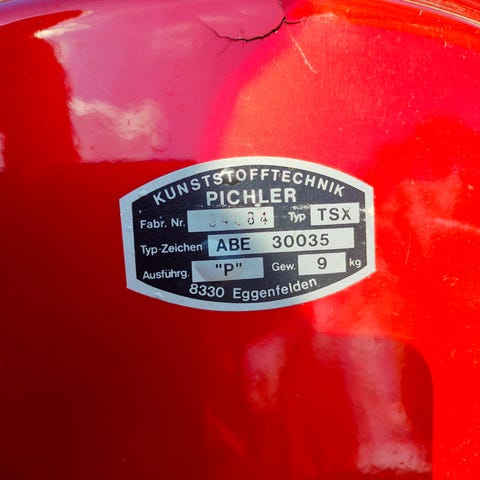 KUNSTSTOFFTECHNIK
PICHLER
Fabr. Nr. Typ TSX
Typ-Zeichen ABE 30035
Ausführg. "P" Gew. 9 kg
8330 Eggenfelden